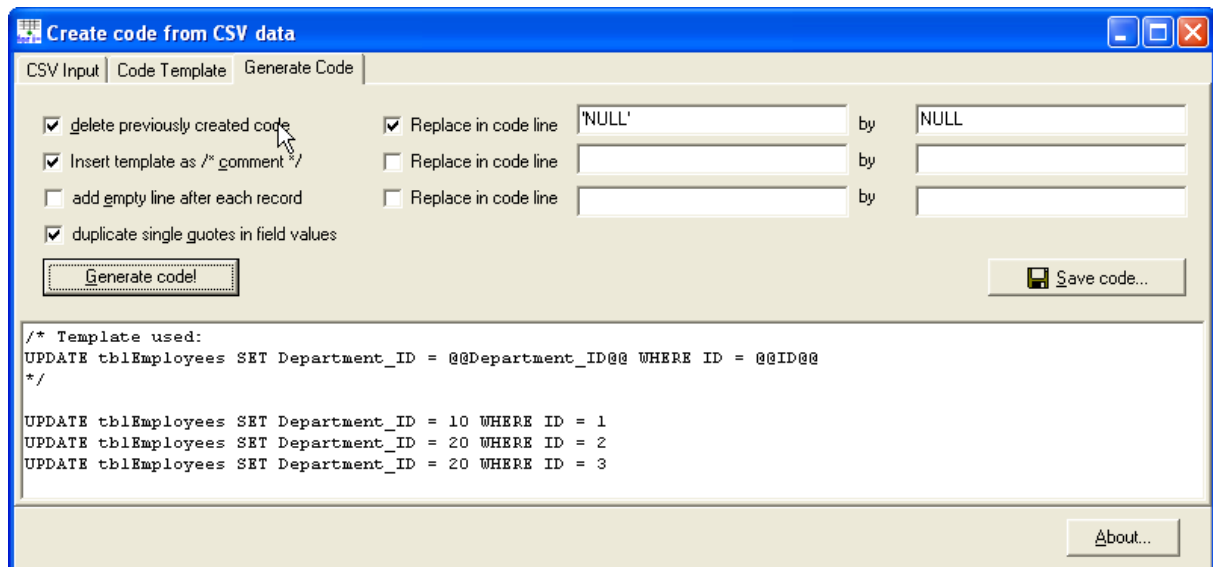 Create code from CSV data
CSV Input Code Template Generate Code
delete previously created code Replace in code line 'NULL' by NULL
Insert template as /* comment */ Replace in code line by
add empty line after each record Replace in code line by
duplicate single quotes in field values
Generate code! Save code...
/* Template used:
UPDATE tblEmployees SET Department_ID = @@Department_ID@@ WHERE ID = @@ID@@
*/
UPDATE tblEmployees SET Department_ID = 10 WHERE ID = 1
UPDATE tblEmployees SET Department_ID = 20 WHERE ID = 2
UPDATE tblEmployees SET Department_ID = 20 WHERE ID = 3
About...